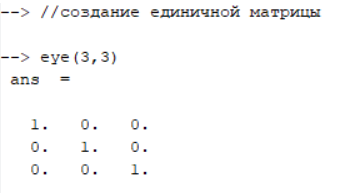 --> //создание единичной матрицы
--> eye(3,3)
ans =
1. 0. 0.
0. 1. 0.
0. 0. 1.